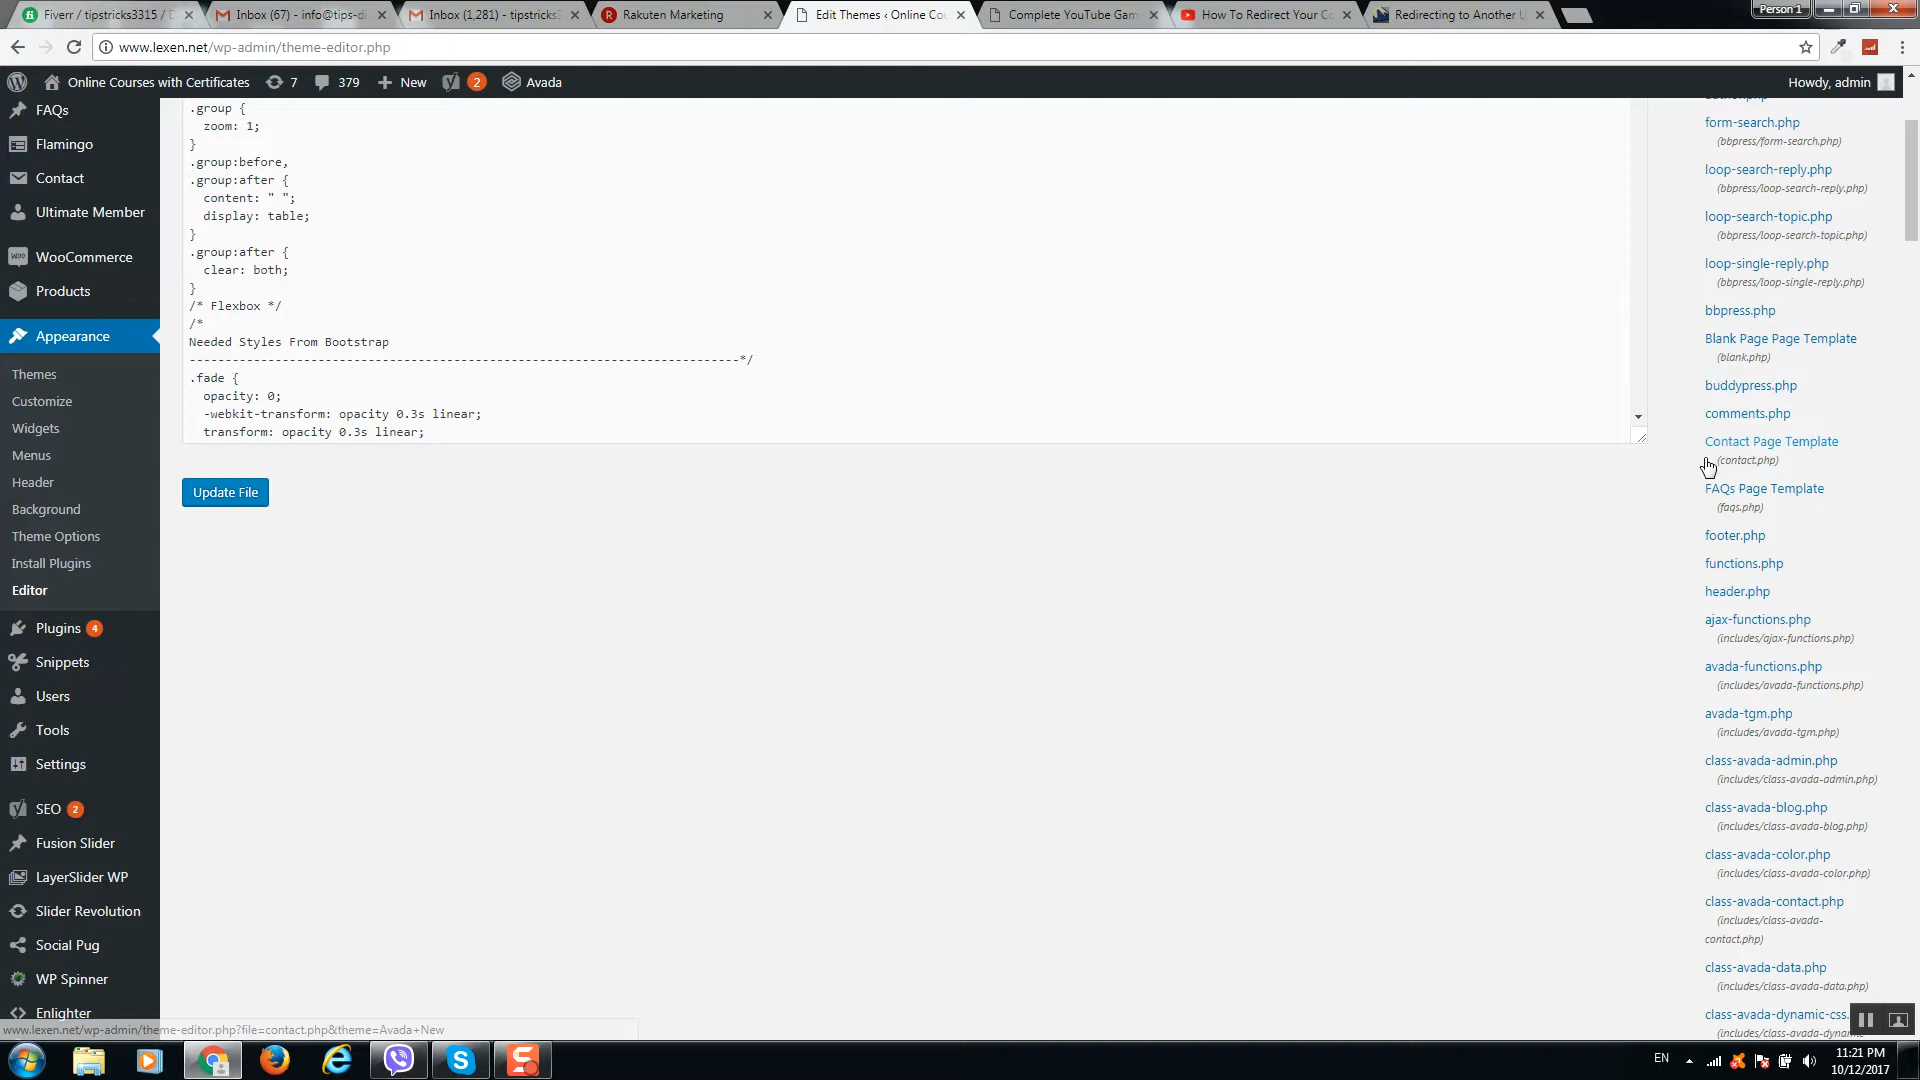 Fiverr / tipstricks3315 / D
Inbox (67) - info@tips-di
Inbox (1,281) - tipstricks3
Rakuten Marketing
Edit Themes ‹ Online Cou
Complete YouTube Gam
How To Redirect Your Co
Redirecting to Another U
Person 1
www.lexen.net/wp-admin/theme-editor.php
Online Courses with Certificates
7
379
New
2
Avada
Howdy, admin
FAQs
Flamingo
Contact
Ultimate Member
WooCommerce
Products
Appearance
Themes
Customize
Widgets
Menus
Header
Background
Theme Options
Install Plugins
Editor
Plugins 4
Snippets
Users
Tools
Settings
SEO 2
Fusion Slider
LayerSlider WP
Slider Revolution
Social Pug
WP Spinner
Enlighter
.group {
zoom: 1;
}
.group:before,
.group:after {
content: " ";
display: table;
}
.group:after {
clear: both;
}
/* Flexbox */
/*
Needed Styles From Bootstrap
-----------------------------------------------------------------------------*/
.fade {
opacity: 0;
-webkit-transform: opacity 0.3s linear;
transform: opacity 0.3s linear;
Update File
form-search.php
(bbpress/form-search.php)
loop-search-reply.php
(bbpress/loop-search-reply.php)
loop-search-topic.php
(bbpress/loop-search-topic.php)
loop-single-reply.php
(bbpress/loop-single-reply.php)
bbpress.php
Blank Page Page Template
(blank.php)
buddypress.php
comments.php
Contact Page Template
(contact.php)
FAQs Page Template
(faqs.php)
footer.php
functions.php
header.php
ajax-functions.php
(includes/ajax-functions.php)
avada-functions.php
(includes/avada-functions.php)
avada-tgm.php
(includes/avada-tgm.php)
class-avada-admin.php
(includes/class-avada-admin.php)
class-avada-blog.php
(includes/class-avada-blog.php)
class-avada-color.php
(includes/class-avada-color.php)
class-avada-contact.php
(includes/class-avada-
contact.php)
class-avada-data.php
(includes/class-avada-data.php)
class-avada-dynamic-css.
(includes/class-avada-dynam
www.lexen.net/wp-admin/theme-editor.php?file=contact.php&theme=Avada+New
EN
11:21 PM
10/12/2017